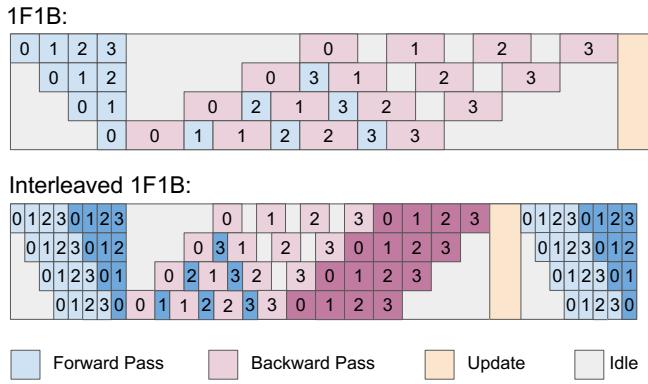 1F1B:
0 1 2 3 0 1 2 3
0 1 2 0 3 1 2 3
0 1 0 2 1 3 2 3
0 0 1 1 2 2 3 3
Interleaved 1F1B:
0 1 2 3 0 1 2 3 0 1 2 3 0 1 2 3 0 1 2 3 0 1 2 3
0 1 2 3 0 1 2 0 3 1 2 3 0 1 2 3 0 1 2 3 0 1 2
0 1 2 3 0 1 0 2 1 3 2 3 0 1 2 3 0 1 2 3 0 1
0 1 2 3 0 0 1 1 2 2 3 3 0 1 2 3 0 1 2 3 0
Forward Pass Backward Pass Update Idle